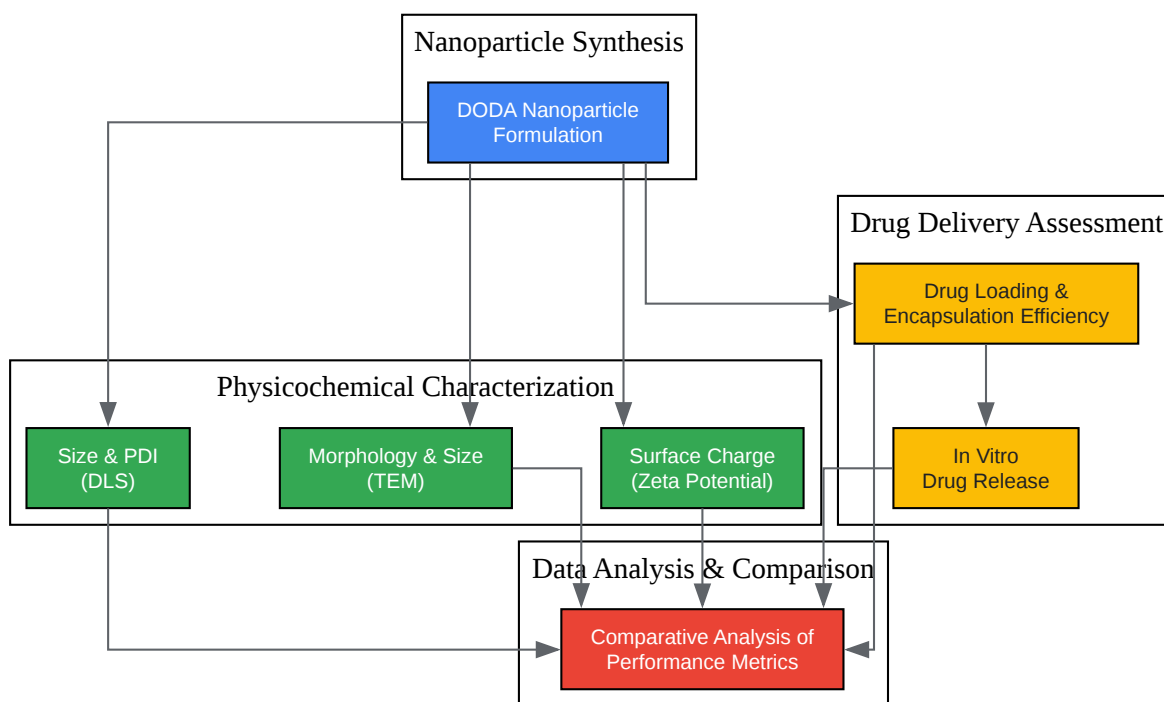 Nanoparticle Synthesis
DODA Nanoparticle
Formulation
Drug Delivery Assessment
Drug Loading &
Encapsulation Efficiency
Physicochemical Characterization
Size & PDI
(DLS)
Morphology & Size
(TEM)
Surface Charge
(Zeta Potential)
In Vitro
Drug Release
Data Analysis & Comparison
Comparative Analysis of
Performance Metrics